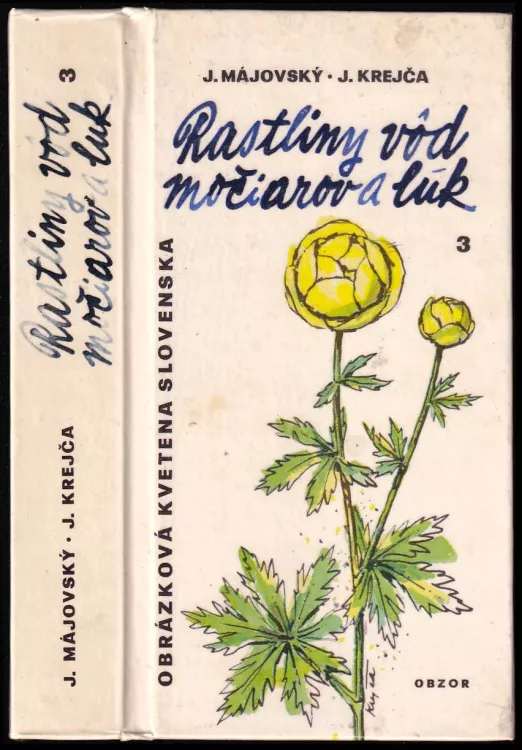 3
Rastliny vôd
močiarov a lúk
J. MÁJOVSKÝ · J. KREJČA
J. MÁJOVSKÝ · J. KREJČA
Rastliny vôd
močiarov a lúk
3
OBRÁZKOVÁ KVETENA SLOVENSKA
OBZOR